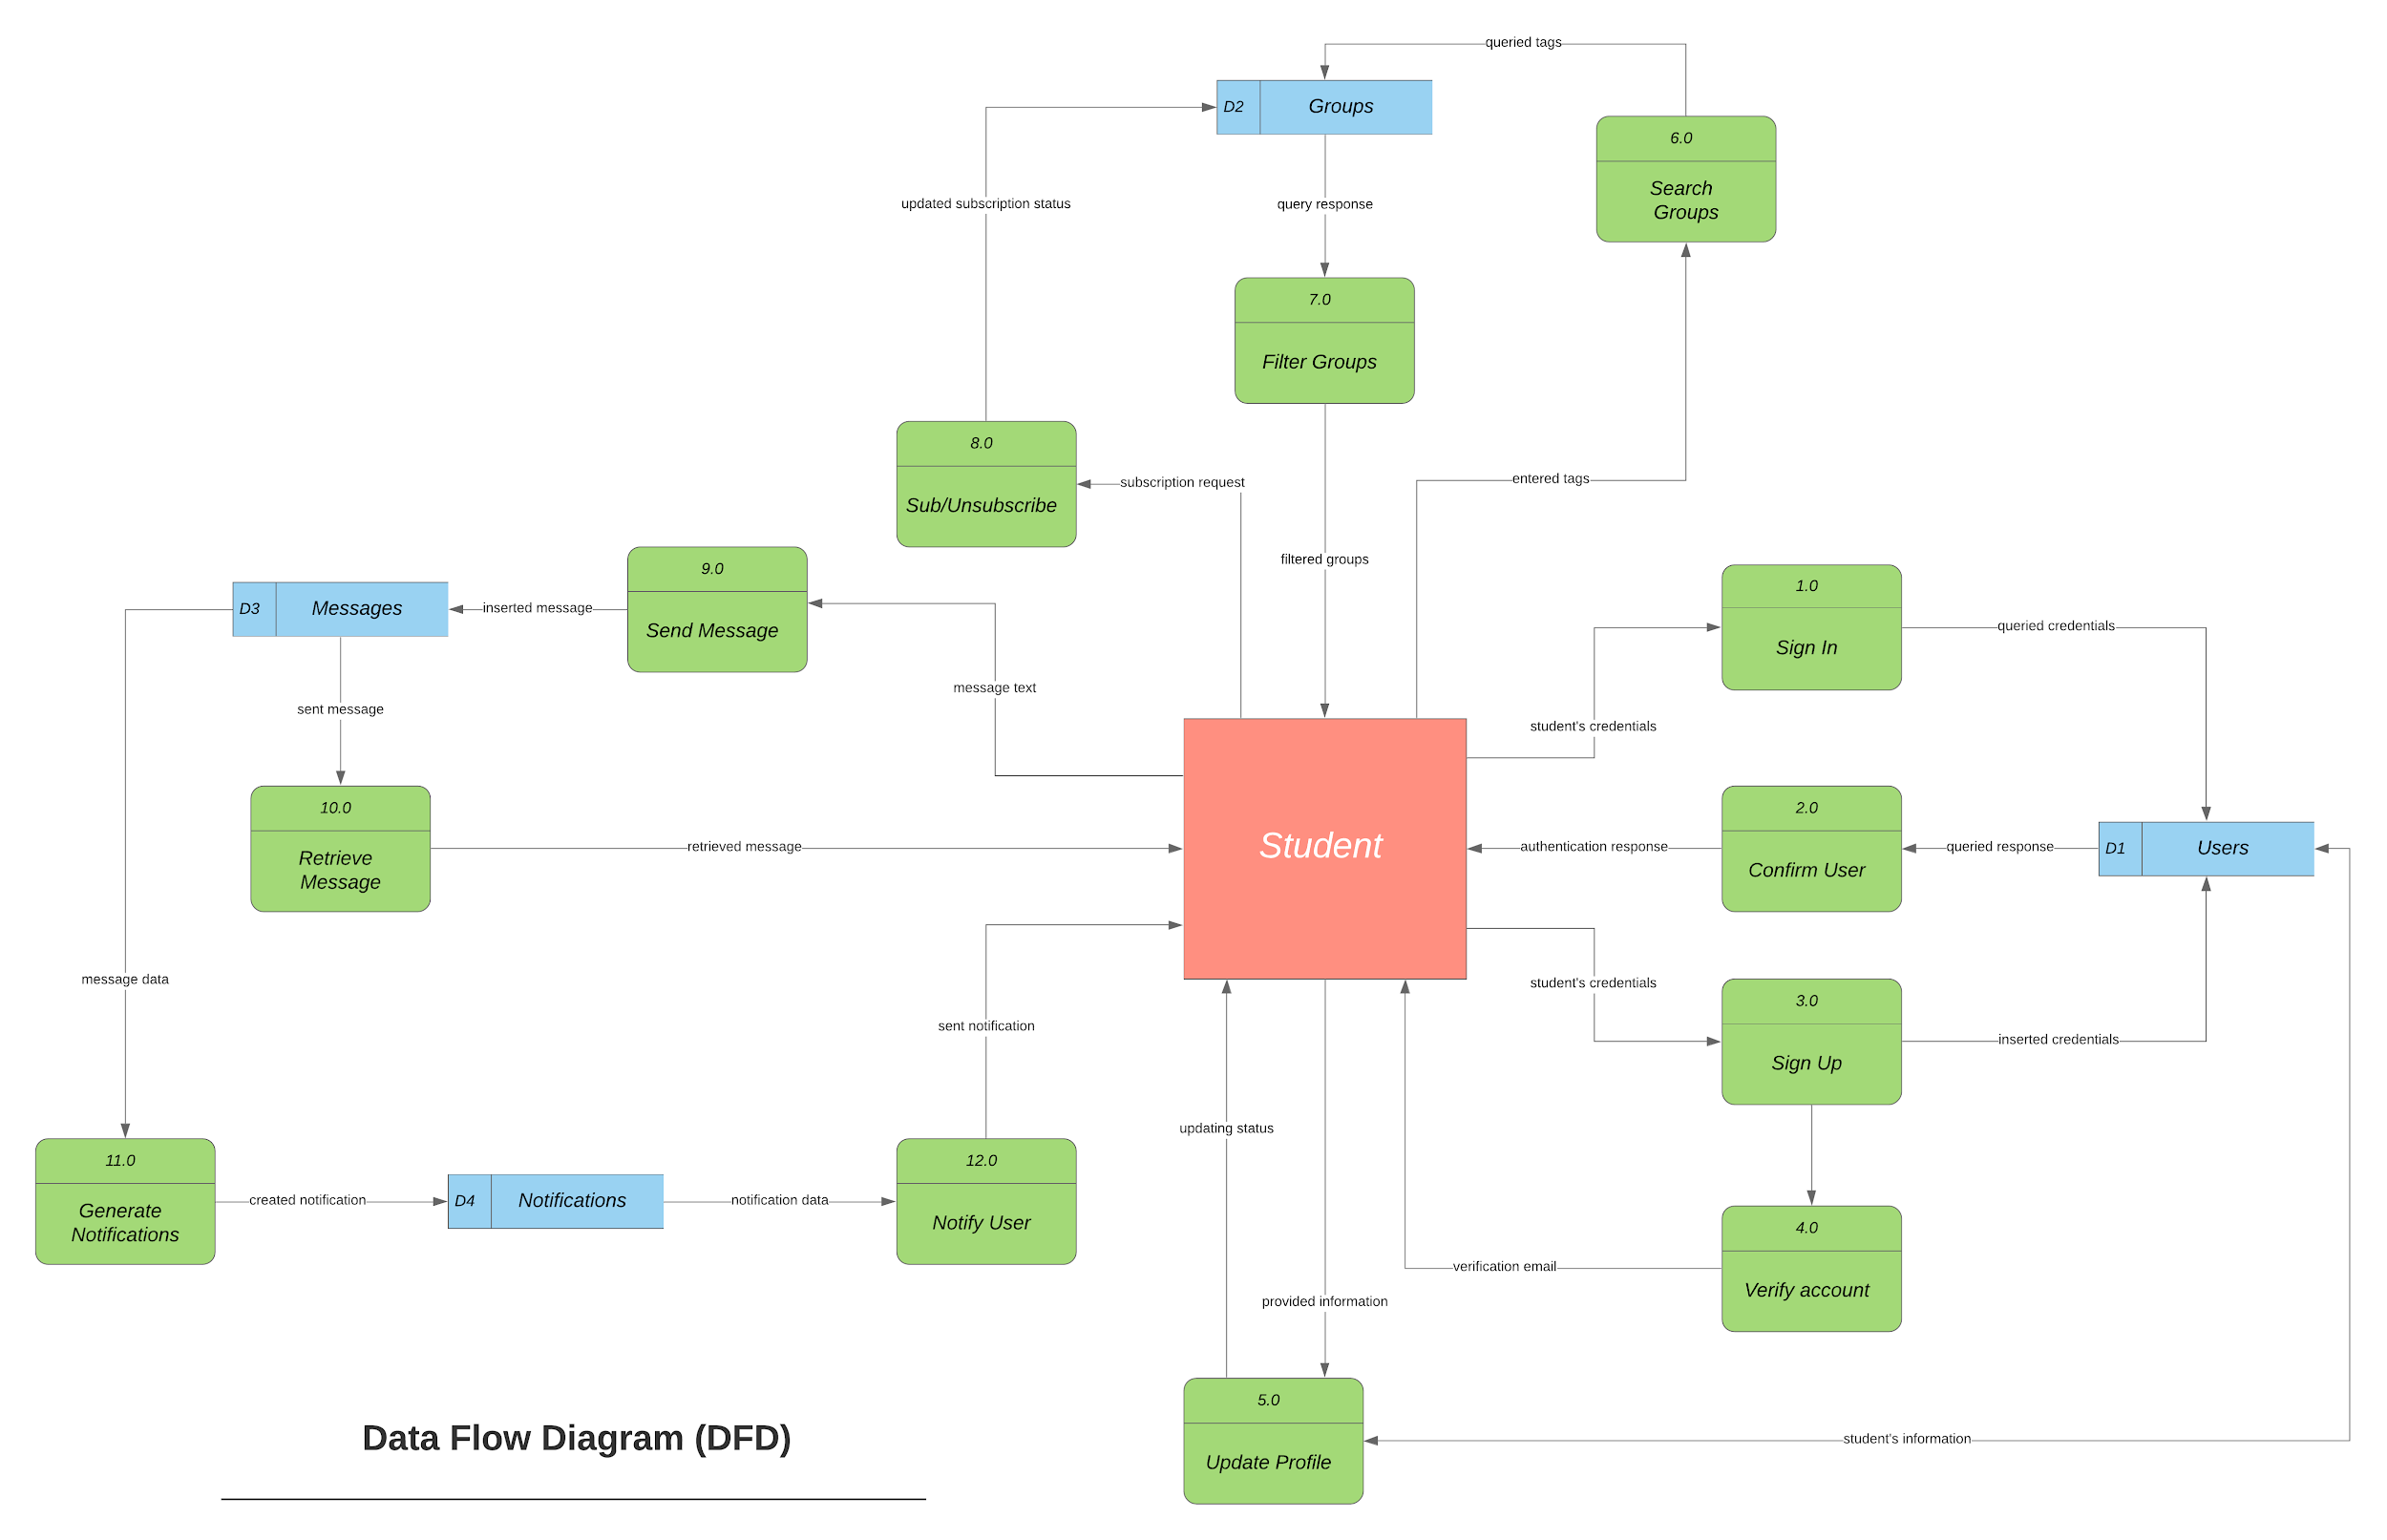 queried tags
D2
Groups
6.0
Search
Groups
updated subscription status
query response
7.0
Filter Groups
8.0
Sub/Unsubscribe
subscription request
entered tags
filtered groups
9.0
Send Message
inserted message
D3
Messages
1.0
Sign In
queried credentials
message text
sent message
student's credentials
10.0
Retrieve
Message
retrieved message
Student
authentication response
2.0
Confirm User
queried response
D1
Users
message data
sent notification
student's credentials
3.0
Sign Up
inserted credentials
updating status
11.0
Generate
Notifications
created notification
D4
Notifications
notification data
12.0
Notify User
4.0
Verify account
verification email
provided information
5.0
Update Profile
student's information
Data Flow Diagram (DFD)